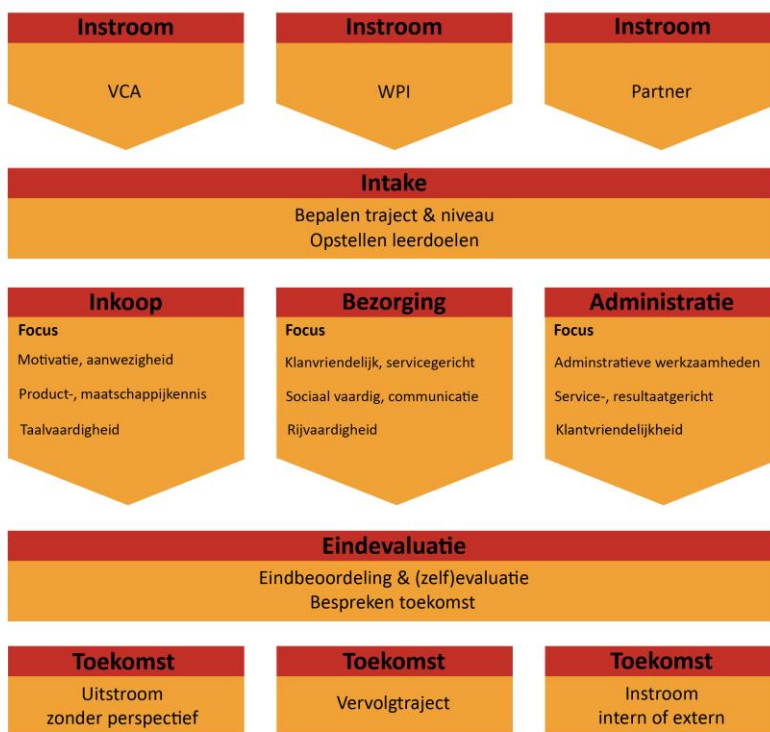 Instroom
VCA
Instroom
WPI
Instroom
Partner
Intake
Bepalen traject & niveau
Opstellen leerdoelen
Inkoop
Focus
Motivatie, aanwezigheid
Product-, maatschappijkennis
Taalvaardigheid
Bezorging
Focus
Klanvriendelijk, servicegericht
Sociaal vaardig, communicatie
Rijvaardigheid
Administratie
Focus
Adminstratieve werkzaamheden
Service-, resultaatgericht
Klantvriendelijkheid
Eindevaluatie
Eindbeoordeling & (zelf)evaluatie
Bespreken toekomst
Toekomst
Uitstroom
zonder perspectief
Toekomst
Vervolgtraject
Toekomst
Instroom
intern of extern